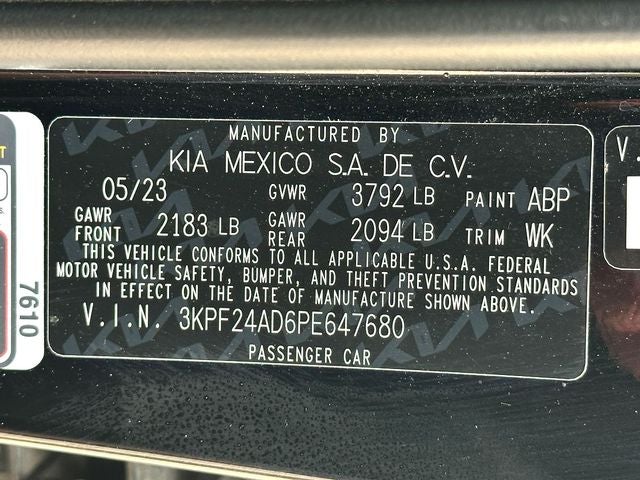 MANUFACTURED BY
KIA MEXICO S.A. DE C.V.
05/23 GVWR 3792 LB PAINT ABP
GAWR FRONT 2183 LB GAWR REAR 2094 LB TRIM WK
THIS VEHICLE CONFORMS TO ALL APPLICABLE U.S.A. FEDERAL
MOTOR VEHICLE SAFETY, BUMPER, AND THEFT PREVENTION STANDARDS
IN EFFECT ON THE DATE OF MANUFACTURE SHOWN ABOVE.
V.I.N. 3KPF24AD6PE647680
PASSENGER CAR
7610
V.